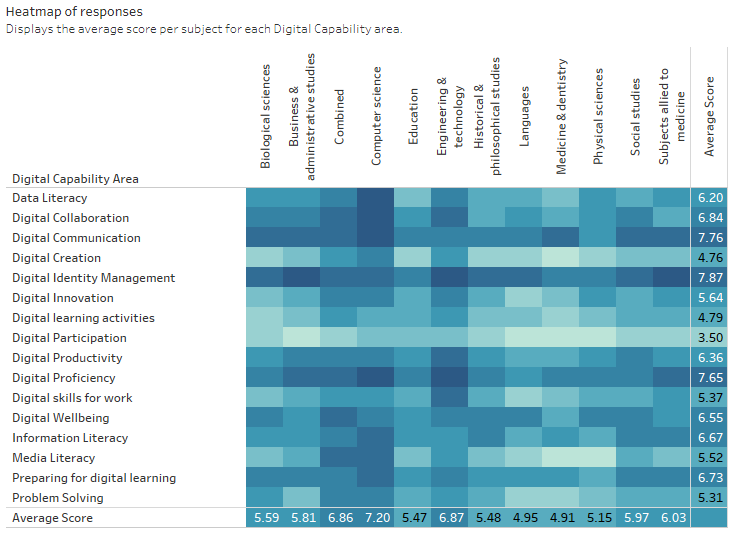 Heatmap of responses
Displays the average score per subject for each Digital Capability area.
Digital Capability Area
Biological sciences
Business &
administrative studies
Combined
Computer science
Education
Engineering &
technology
Historical &
philosophical studies
Languages
Medicine & dentistry
Physical sciences
Social studies
Subjects allied to
medicine
Average Score
Data Literacy 6.20
Digital Collaboration 6.84
Digital Communication 7.76
Digital Creation 4.76
Digital Identity Management 7.87
Digital Innovation 5.64
Digital learning activities 4.79
Digital Participation 3.50
Digital Productivity 6.36
Digital Proficiency 7.65
Digital skills for work 5.37
Digital Wellbeing 6.55
Information Literacy 6.67
Media Literacy 5.52
Preparing for digital learning 6.73
Problem Solving 5.31
Average Score 5.59 5.81 6.86 7.20 5.47 6.87 5.48 4.95 4.91 5.15 5.97 6.03